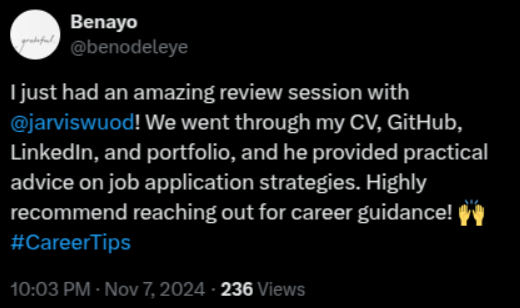 grateful.
Benayo
@benodeleye
I just had an amazing review session with
@jarviswuod! We went through my CV, GitHub,
LinkedIn, and portfolio, and he provided practical
advice on job application strategies. Highly
recommend reaching out for career guidance! 🙌
#CareerTips
10:03 PM · Nov 7, 2024 · 236 Views